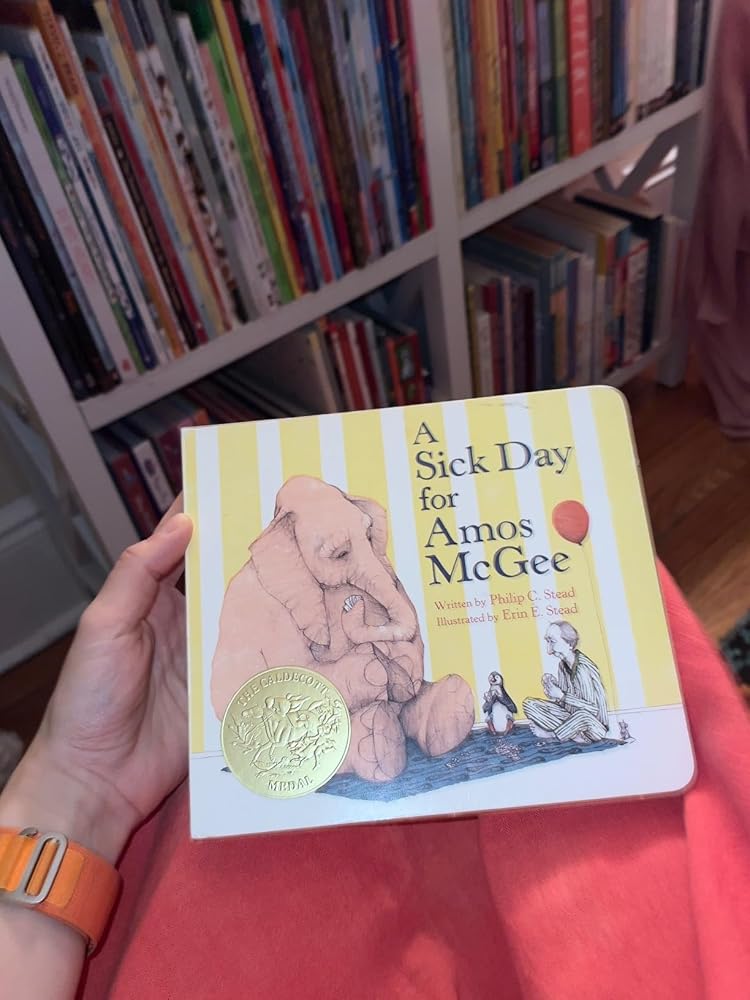 A
Sick Day
for
Amos
McGee
Written by Philip C. Stead
Illustrated by Erin E. Stead
THE CALDECOTT
MEDAL